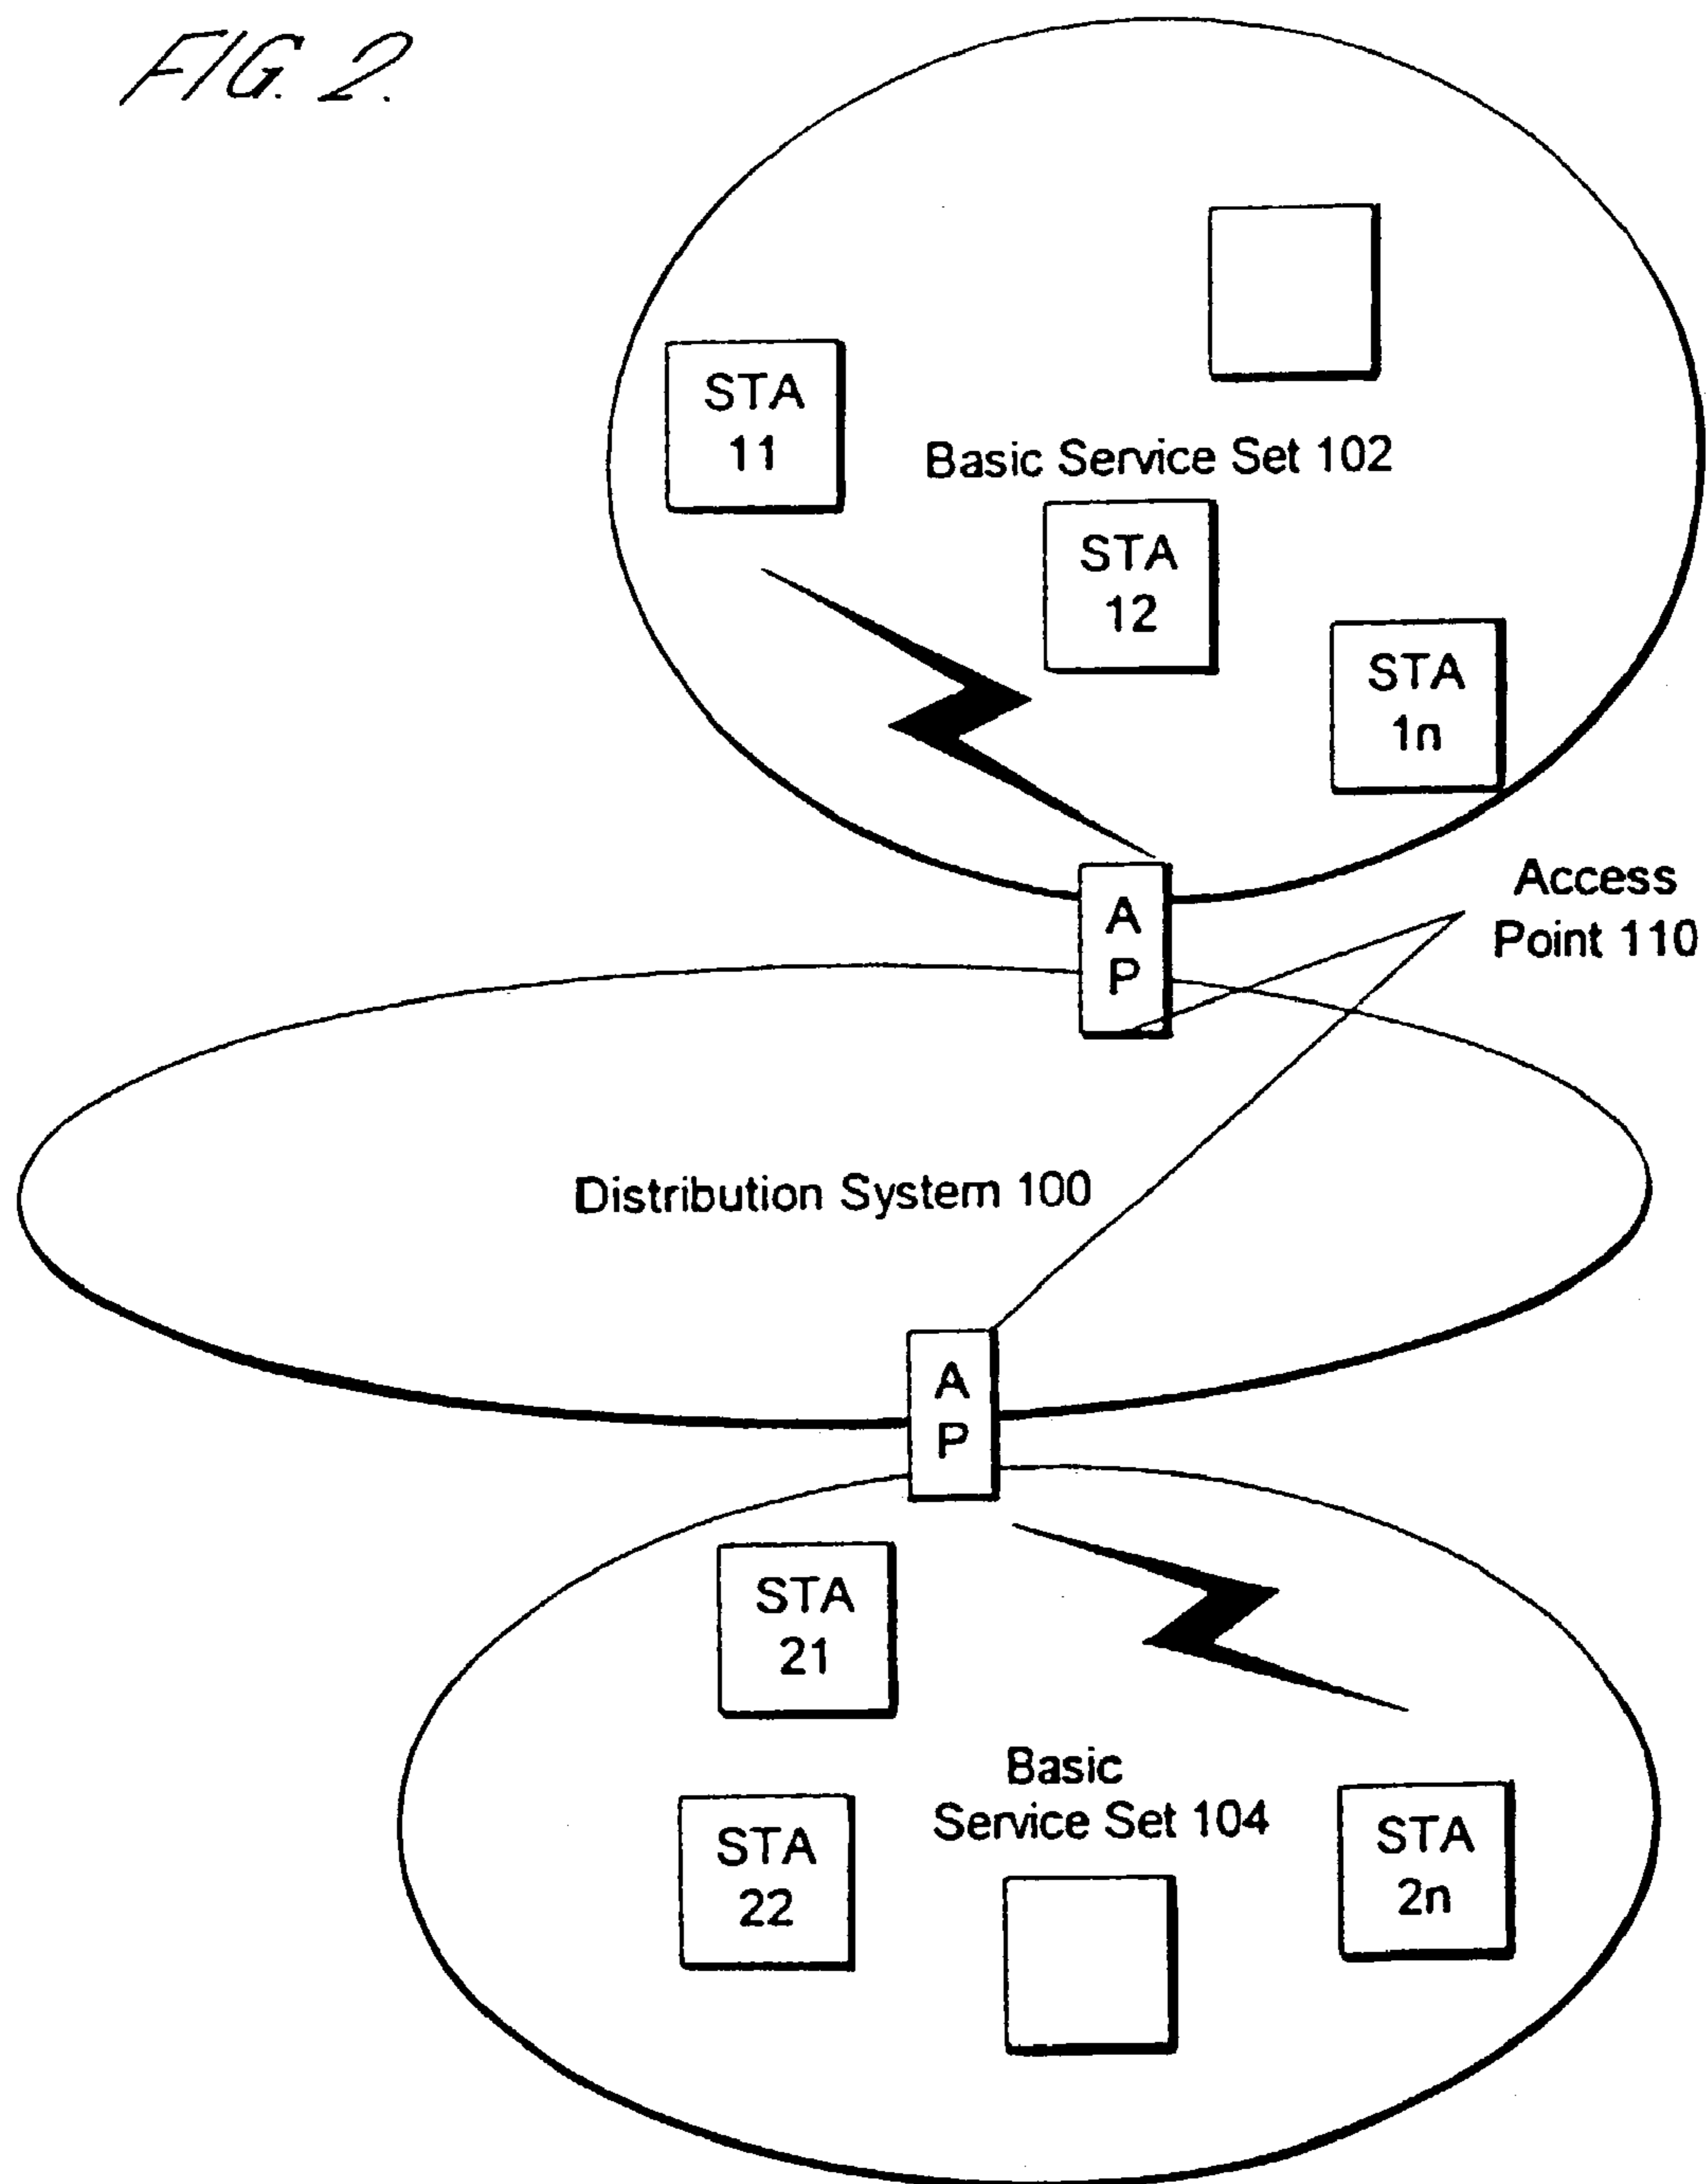 FIG. 2.
STA
11
Basic Service Set 102
STA
12
STA
1n
Access
Point 110
A
P
Distribution System 100
A
P
STA
21
Basic
Service Set 104
STA
22
STA
2n